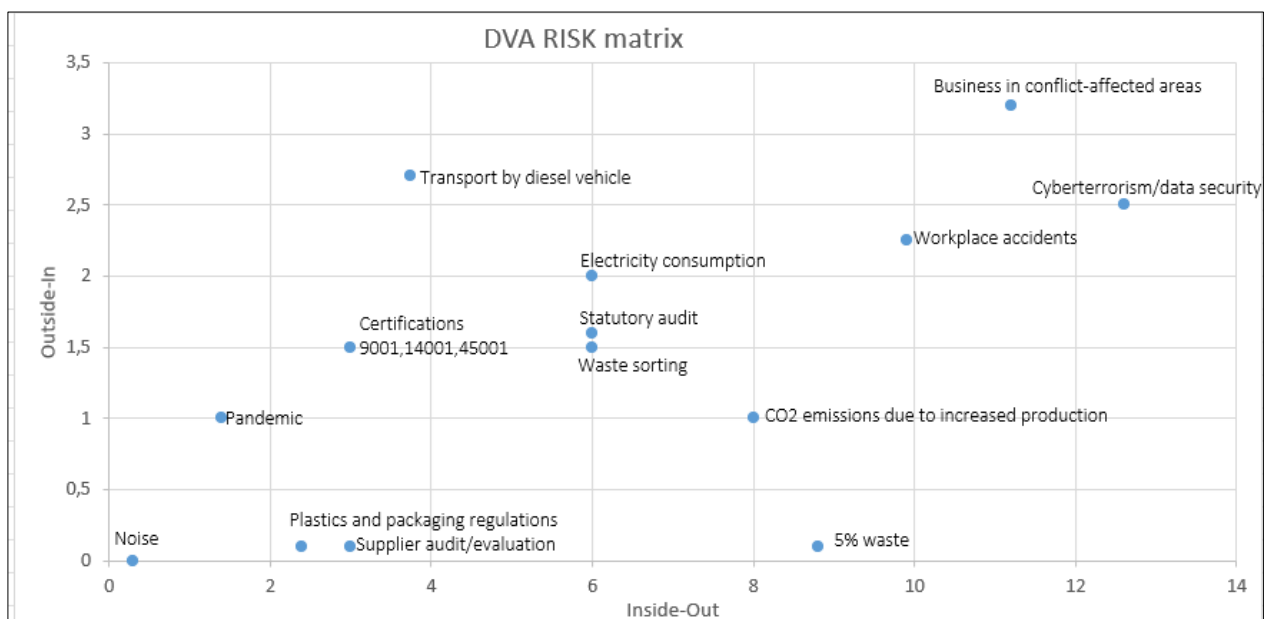 DVA RISK matrix
3,5
Business in conflict-affected areas
3
Transport by diesel vehicle
Cyberterrorism/data security
2,5
Workplace accidents
Electricity consumption
2
Statutory audit
Certifications
9001,14001,45001
1,5
Waste sorting
Outside-In
Pandemic
1
CO2 emissions due to increased production
0,5
Plastics and packaging regulations
Noise
Supplier audit/evaluation
5% waste
0
0 2 4 6 8 10 12 14
Inside-Out